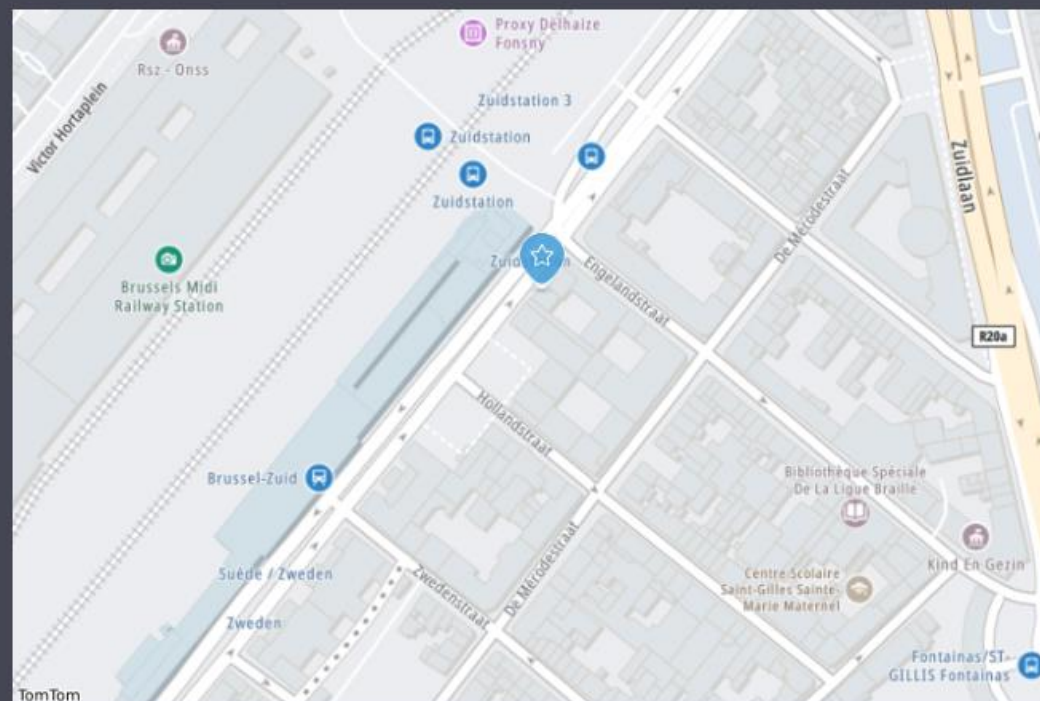 Proxy Delhaize
Fonsny
Rsz - Onss
Victor Hortaplein
Zuidstation 3
Zuidstation
Zuidstation
Zuidlaan
De Mérodestraat
Engelandstraat
Brussels Midi
Railway Station
R20a
Hollandstraat
Brussel-Zuid
Bibliothèque Spéciale
De La Ligue Braille
Kind En Gezin
Centre Scolaire
Saint-Gilles Sainte-
Marie Maternel
De Mérodestraat
Zwedenstraat
Suède / Zweden
Zweden
Fontainas/ST-
GILLIS Fontainas
TomTom